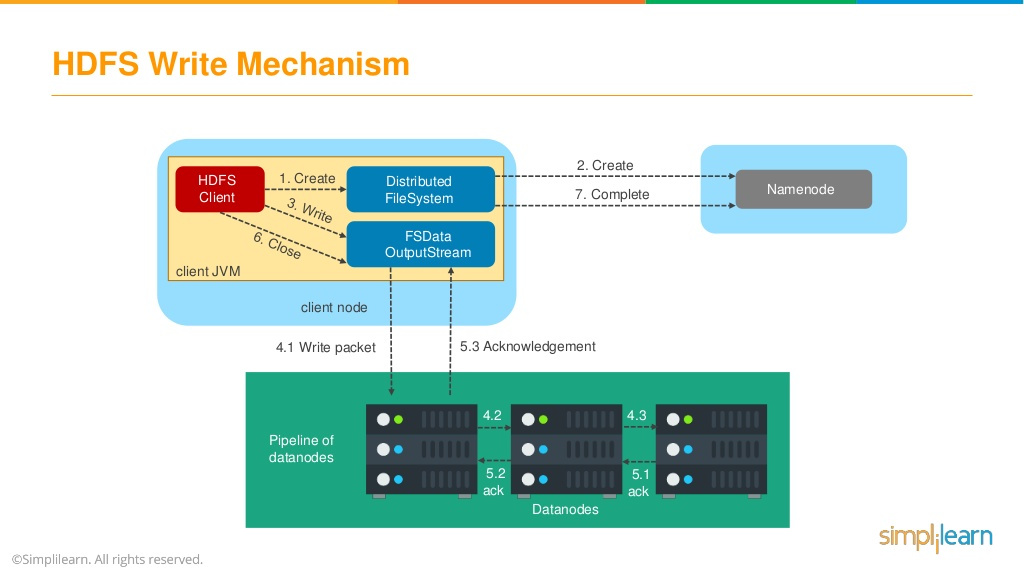 HDFS Write Mechanism
HDFS
Client
1. Create
Distributed
FileSystem
2. Create
7. Complete
Namenode
3. Write
6. Close
FSData
OutputStream
client JVM
client node
4.1 Write packet
5.3 Acknowledgement
Pipeline of
datanodes
4.2
4.3
5.2
ack
5.1
ack
Datanodes
simplilearn
©Simplilearn. All rights reserved.